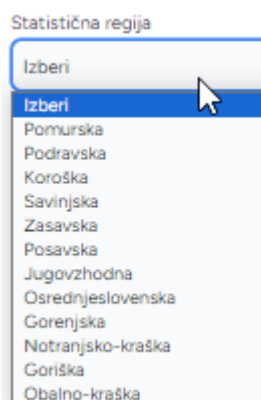 Statistična regija
Izberi
Izberi
Pomurska
Podravska
Koroška
Savinjska
Zasavska
Posavska
Jugovzhodna
Osrednjeslovenska
Gorenjska
Notranjsko-kraška
Goriška
Obalno-kraška